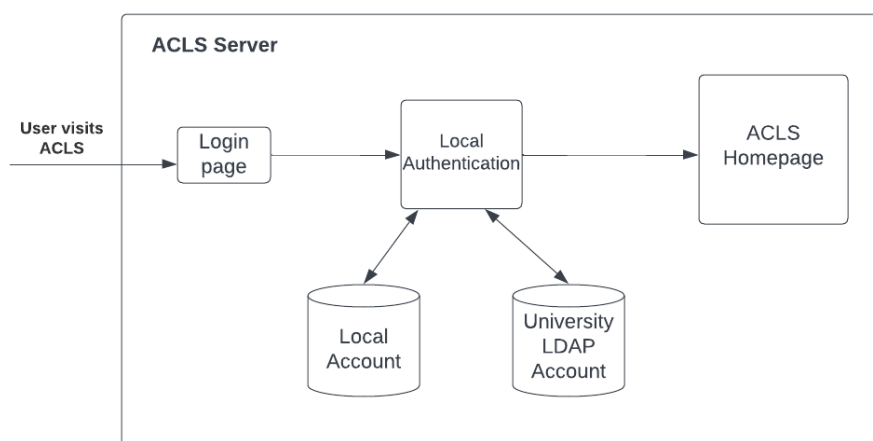 ACLS Server
User visits
ACLS
Login
page
Local
Authentication
ACLS
Homepage
Local
Account
University
LDAP
Account